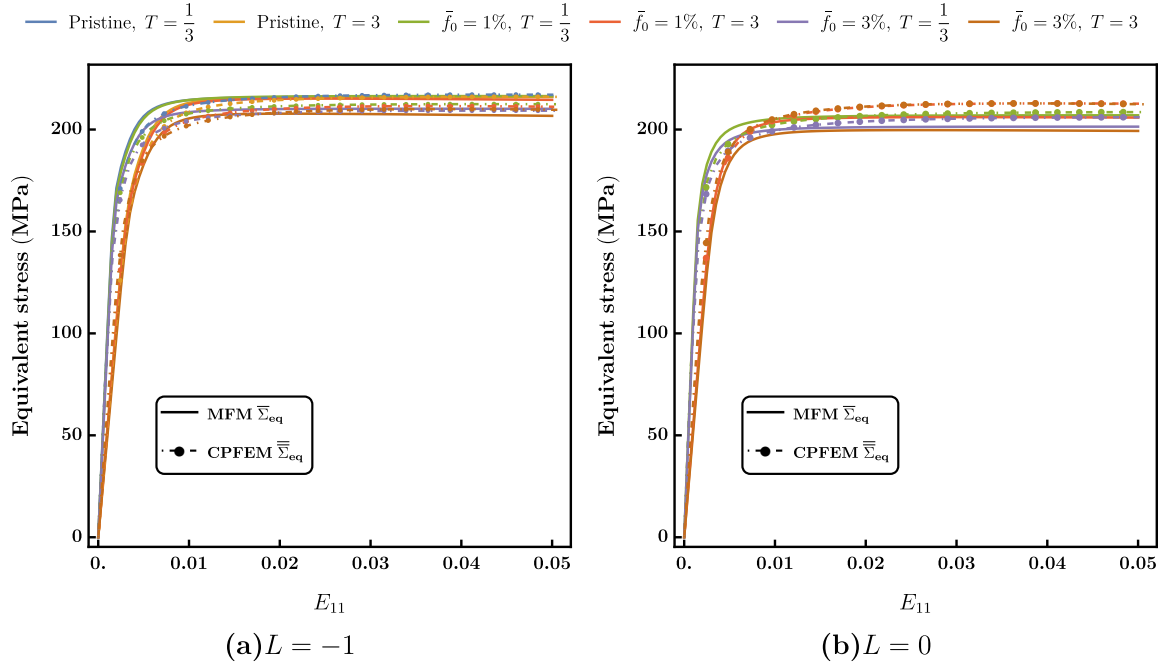 Pristine, T = 1/3 Pristine, T = 3 f̄₀ = 1%, T = 1/3 f̄₀ = 1%, T = 3 f̄₀ = 3%, T = 1/3 f̄₀ = 3%, T = 3
Equivalent stress (MPa)
200
150
100
50
0
MFM Σ̅eq
CPFEM Σ̿eq
0. 0.01 0.02 0.03 0.04 0.05
E₁₁
(a) L = −1
Equivalent stress (MPa)
200
150
100
50
0
MFM Σ̅eq
CPFEM Σ̿eq
0. 0.01 0.02 0.03 0.04 0.05
E₁₁
(b) L = 0